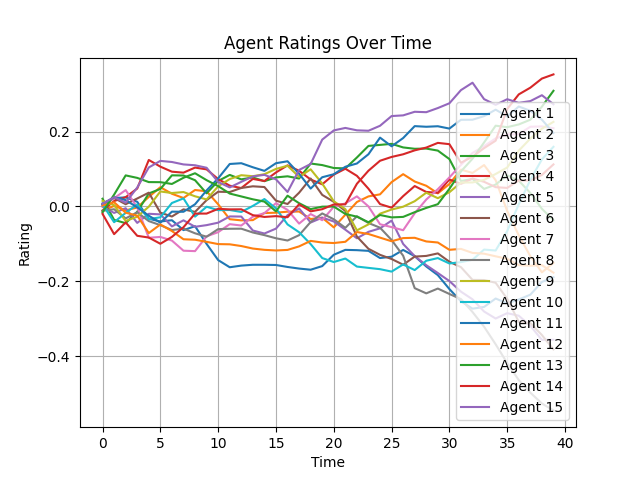 Agent Ratings Over Time
Rating
0.2
0.0
−0.2
−0.4
0
5
10
15
20
25
30
35
40
Time
Agent 1
Agent 2
Agent 3
Agent 4
Agent 5
Agent 6
Agent 7
Agent 8
Agent 9
Agent 10
Agent 11
Agent 12
Agent 13
Agent 14
Agent 15